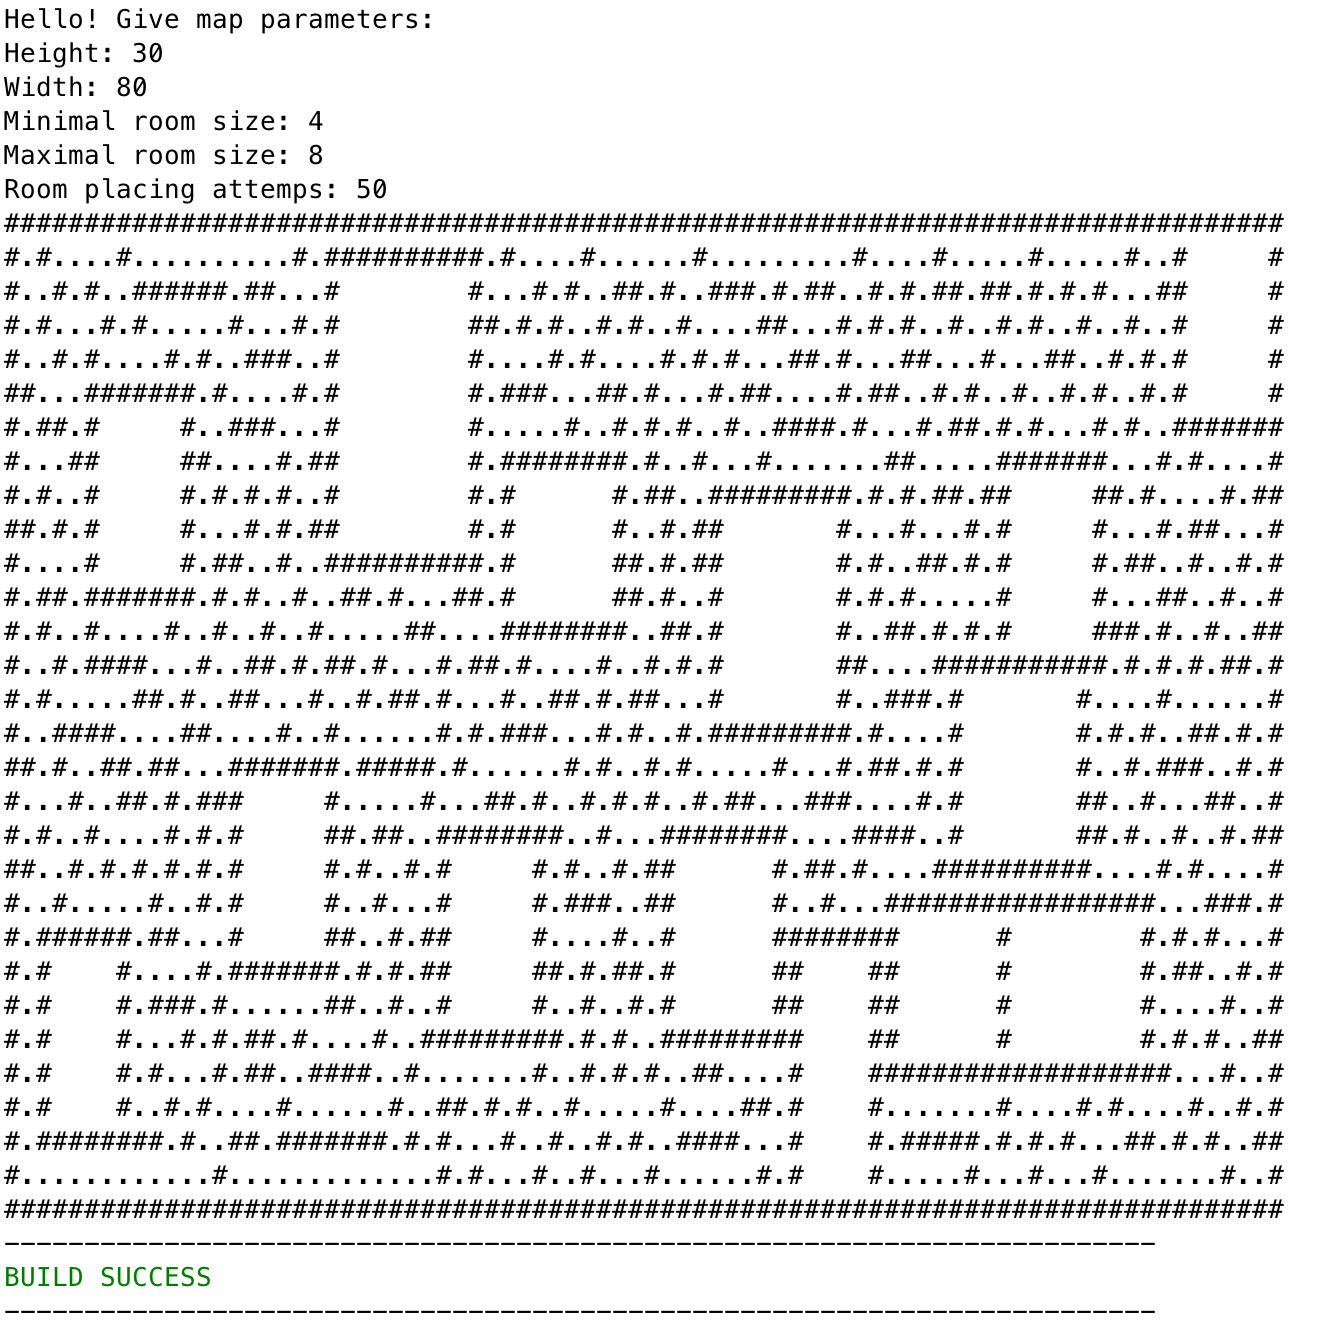 Hello! Give map parameters:
Height: 30
Width: 80
Minimal room size: 4
Maximal room size: 8
Room placing attemps: 50
################################################################################
#.#....#..........#.##########.#....#......#.........#....#.....#.....#..#     #
#..#.#..######.##...#        #...#.#..##.#..###.#.##..#.#.##.##.#.#.#...##     #
#.#...#.#.....#...#.#        ##.#.#..#.#..#....##...#.#.#..#..#.#..#..#..#     #
#..#.#....#.#..###..#        #....#.#....#.#.#...##.#...##...#...##..#.#.#     #
##...#######.#....#.#        #.###...##.#...#.##....#.##..#.#..#..#.#..#.#     #
#.##.#     #..###...#        #.....#..#.#.#..#..####.#...#.##.#.#...#.#..#######
#...##     ##....#.##        #.########.#..#...#.......##.....#######...#.#....#
#.#..#     #.#.#.#..#        #.#      #.##..#########.#.#.##.##     ##.#....#.##
##.#.#     #...#.#.##        #.#      #..#.##       #...#...#.#     #...#.##...#
#....#     #.##..#..##########.#      ##.#.##       #.#..##.#.#     #.##..#..#.#
#.##.#######.#.#..#..##.#...##.#      ##.#..#       #.#.#.....#     #...##..#..#
#.#..#....#..#..#..#.....##....########..##.#       #..##.#.#.#     ###.#..#..##
#..#.####...#..##.#.##.#...#.##.#....#..#.#.#       ##....###########.#.#.#.##.#
#.#.....##.#..##...#..#.##.#...#..##.#.##...#       #..###.#       #....#......#
#..####....##....#..#......#.#.###...#.#..#.#########.#....#       #.#.#..##.#.#
##.#..##.##...#######.#####.#......#.#..#.#.....#...#.##.#.#       #..#.###..#.#
#...#..##.#.###     #.....#...##.#..#.#.#..#.##...###....#.#       ##..#...##..#
#.#..#....#.#.#     ##.##..########..#...########....####..#       ##.#..#..#.##
##..#.#.#.#.#.#     #.#..#.#     #.#..#.##      #.##.#....##########....#.#....#
#..#.....#..#.#     #..#...#     #.###..##      #..#...#################...###.#
#.######.##...#     ##..#.##     #....#..#      ########      #        #.#.#...#
#.#    #....#.#######.#.#.##     ##.#.##.#      ##    ##      #        #.##..#.#
#.#    #.###.#......##..#..#     #..#..#.#      ##    ##      #        #....#..#
#.#    #...#.#.##.#....#..#########.#.#..#########    ##      #        #.#.#..##
#.#    #.#...#.##..####..#.......#..#.#.#..##....#    ###################...#..#
#.#    #..#.#....#......#..##.#.#..#.....#....##.#    #.......#....#.#....#..#.#
#.########.#..##.#######.#.#...#..#..#.#..####...#    #.#####.#.#.#...##.#.#..##
#............#.............#.#...#..#...#......#.#    #.....#...#...#.......#..#
################################################################################
------------------------------------------------------------------------
BUILD SUCCESS
------------------------------------------------------------------------